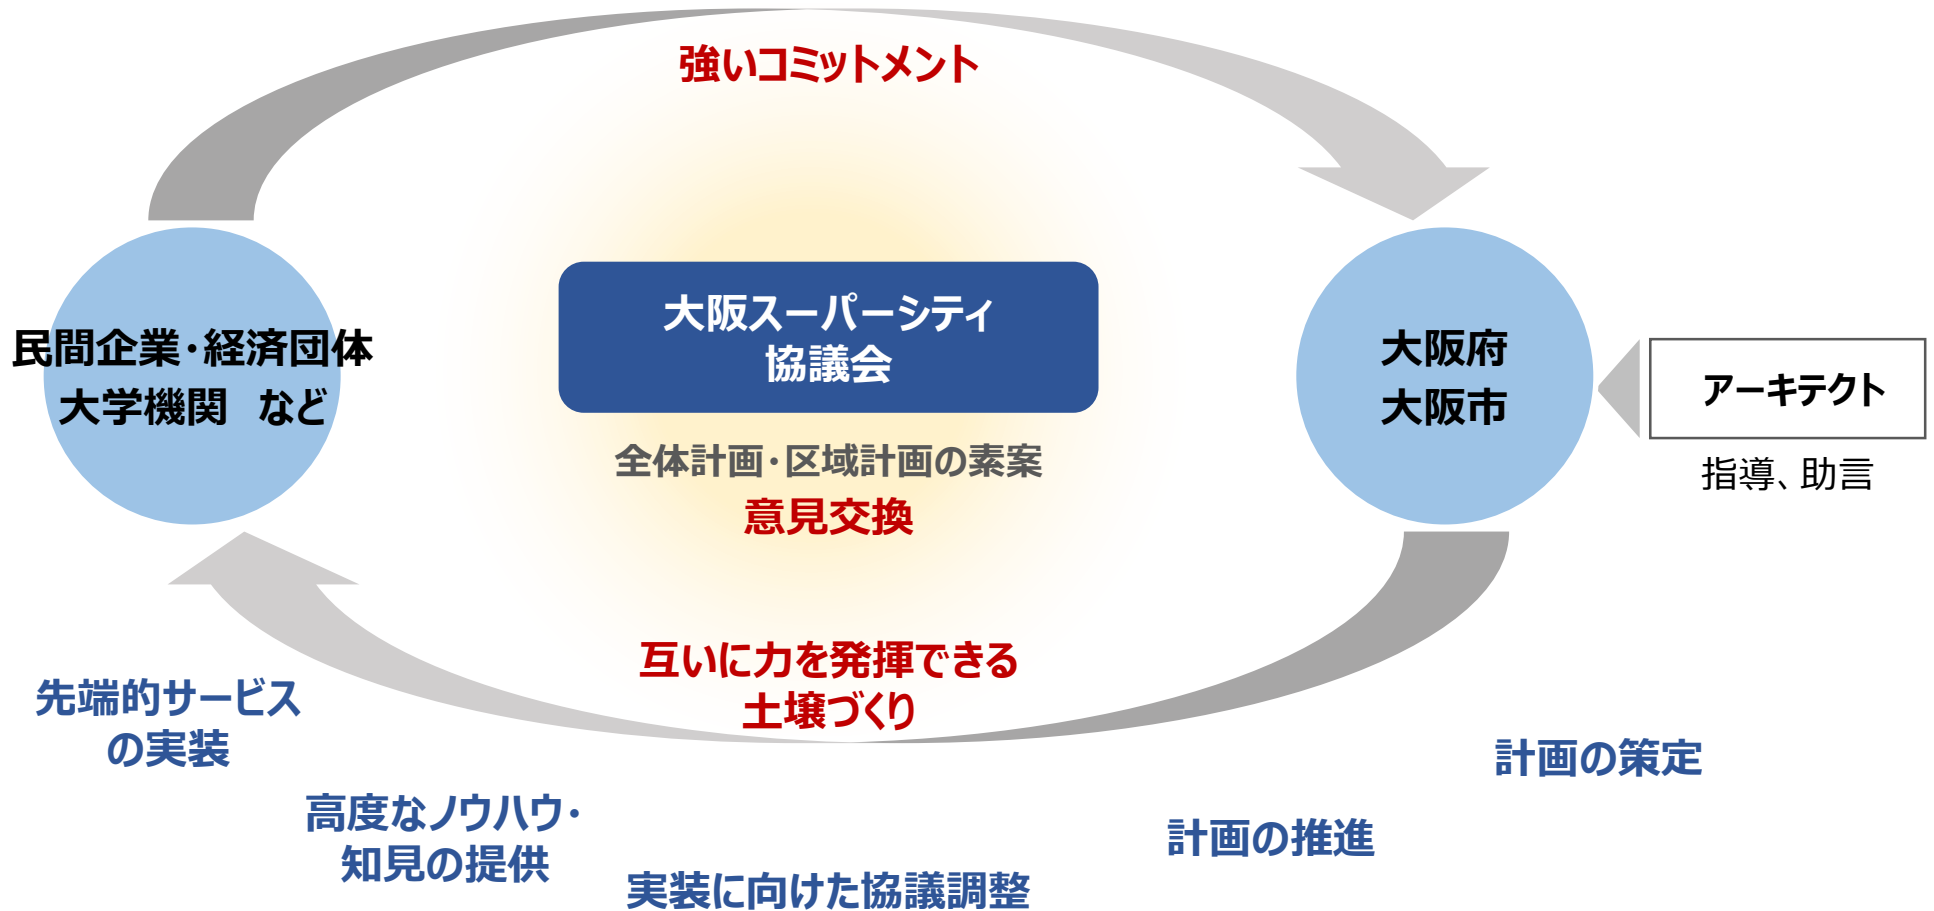 強いコミットメント
民間企業・経済団体
大学機関　など
大阪スーパーシティ
協議会
全体計画・区域計画の素案
意見交換
大阪府
大阪市
アーキテクト
指導、助言
互いに力を発揮できる
土壌づくり
先端的サービス
の実装
高度なノウハウ・
知見の提供
実装に向けた協議調整
計画の推進
計画の策定